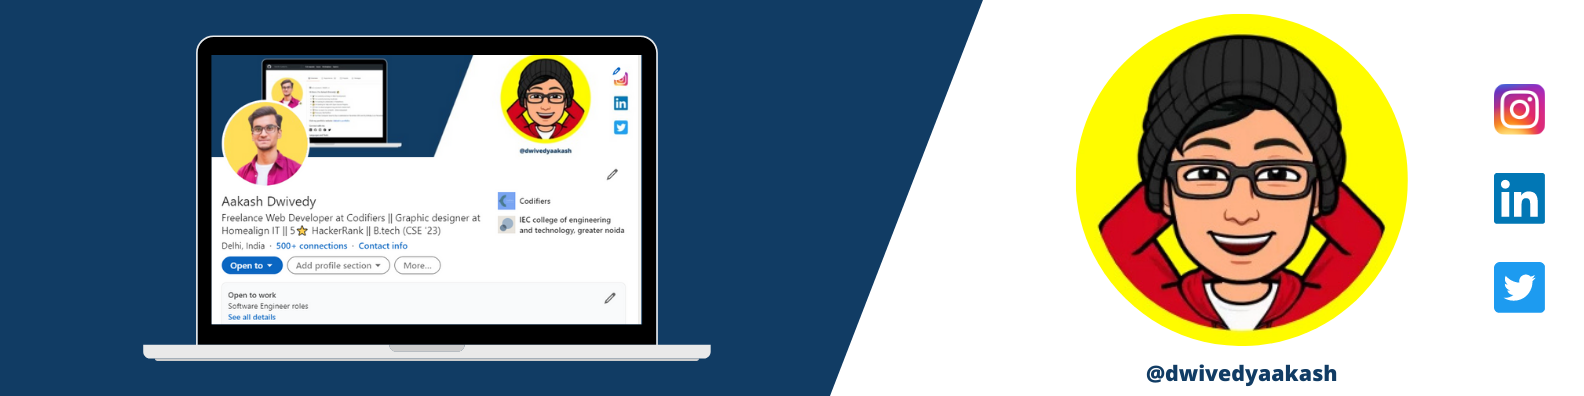 @dwivedyaakash
Aakash Dwivedy
Freelance Web Developer at Codifiers || Graphic designer at
Homealign IT || 5⭐ HackerRank || B.tech (CSE '23)
Delhi, India · 500+ connections · Contact info
Open to
Add profile section
More...
Codifiers
IEC college of engineering
and technology, greater noida
Open to work
Software Engineer roles
See all details
in
in
@dwivedyaakash